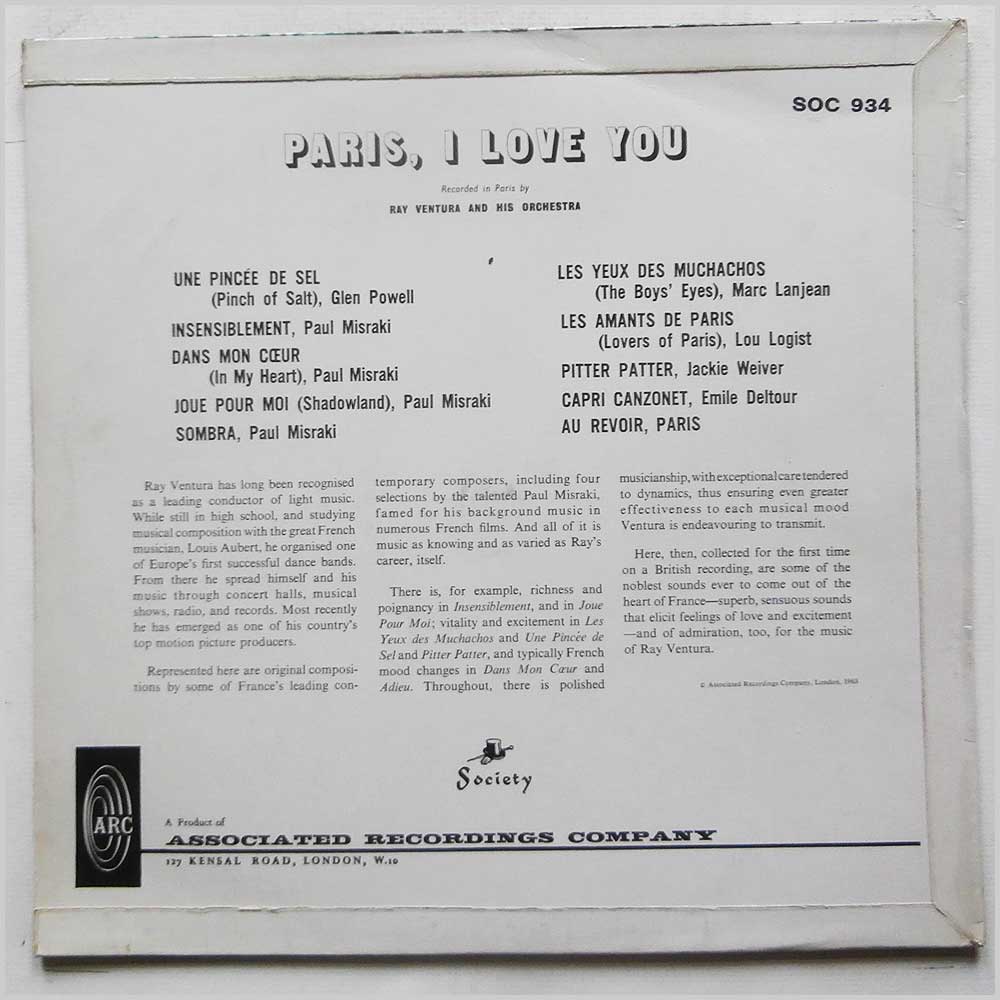 SOC 934
PARIS, I LOVE YOU
Recorded in Paris by
RAY VENTURA AND HIS ORCHESTRA
UNE PINCÉE DE SEL
(Pinch of Salt), Glen Powell
INSENSIBLEMENT, Paul Misraki
DANS MON CŒUR
(In My Heart), Paul Misraki
JOUE POUR MOI (Shadowland), Paul Misraki
SOMBRA, Paul Misraki
LES YEUX DES MUCHACHOS
(The Boys' Eyes), Marc Lanjean
LES AMANTS DE PARIS
(Lovers of Paris), Lou Logist
PITTER PATTER, Jackie Weiver
CAPRI CANZONET, Emile Deltour
AU REVOIR, PARIS
Ray Ventura has long been recognised
as a leading conductor of light music.
While still in high school, and studying
musical composition with the great French
musician, Louis Aubert, he organised one
of Europe's first successful dance bands.
From there he spread himself and his
music through concert halls, musical
shows, radio, and records. Most recently
he has emerged as one of his country's
top motion picture producers.
Represented here are original composi-
tions by some of France's leading con-
temporary composers, including four
selections by the talented Paul Misraki,
famed for his background music in
numerous French films. And all of it is
music as knowing and as varied as Ray's
career, itself.
There is, for example, richness and
poignancy in Insensiblement, and in Joue
Pour Moi; vitality and excitement in Les
Yeux des Muchachos and Une Pincée de
Sel and Pitter Patter, and typically French
mood changes in Dans Mon Cœur and
Adieu. Throughout, there is polished
musicianship, with exceptional care tendered
to dynamics, thus ensuring even greater
effectiveness to each musical mood
Ventura is endeavouring to transmit.
Here, then, collected for the first time
on a British recording, are some of the
noblest sounds ever to come out of the
heart of France—superb, sensuous sounds
that elicit feelings of love and excitement
—and of admiration, too, for the music
of Ray Ventura.
© Associated Recordings Company, London, 1963
Society
ARC
A Product of
ASSOCIATED RECORDINGS COMPANY
127 KENSAL ROAD, LONDON, W.10